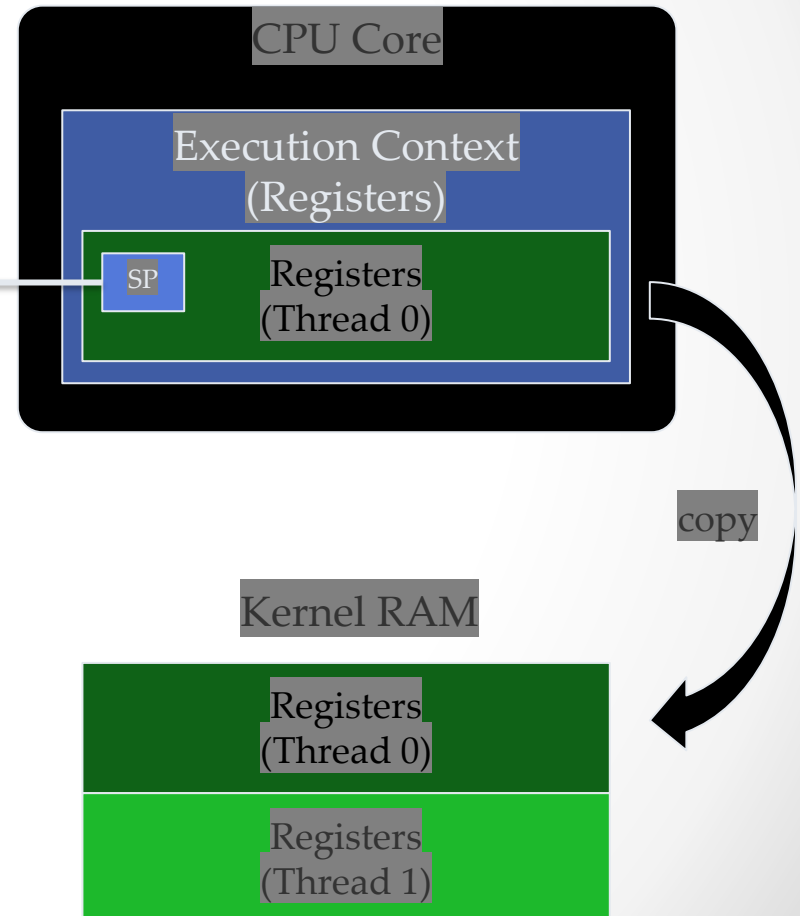 CPU Core
Execution Context
(Registers)
SP
Registers
(Thread 0)
copy
Kernel RAM
Registers
(Thread 0)
Registers
(Thread 1)